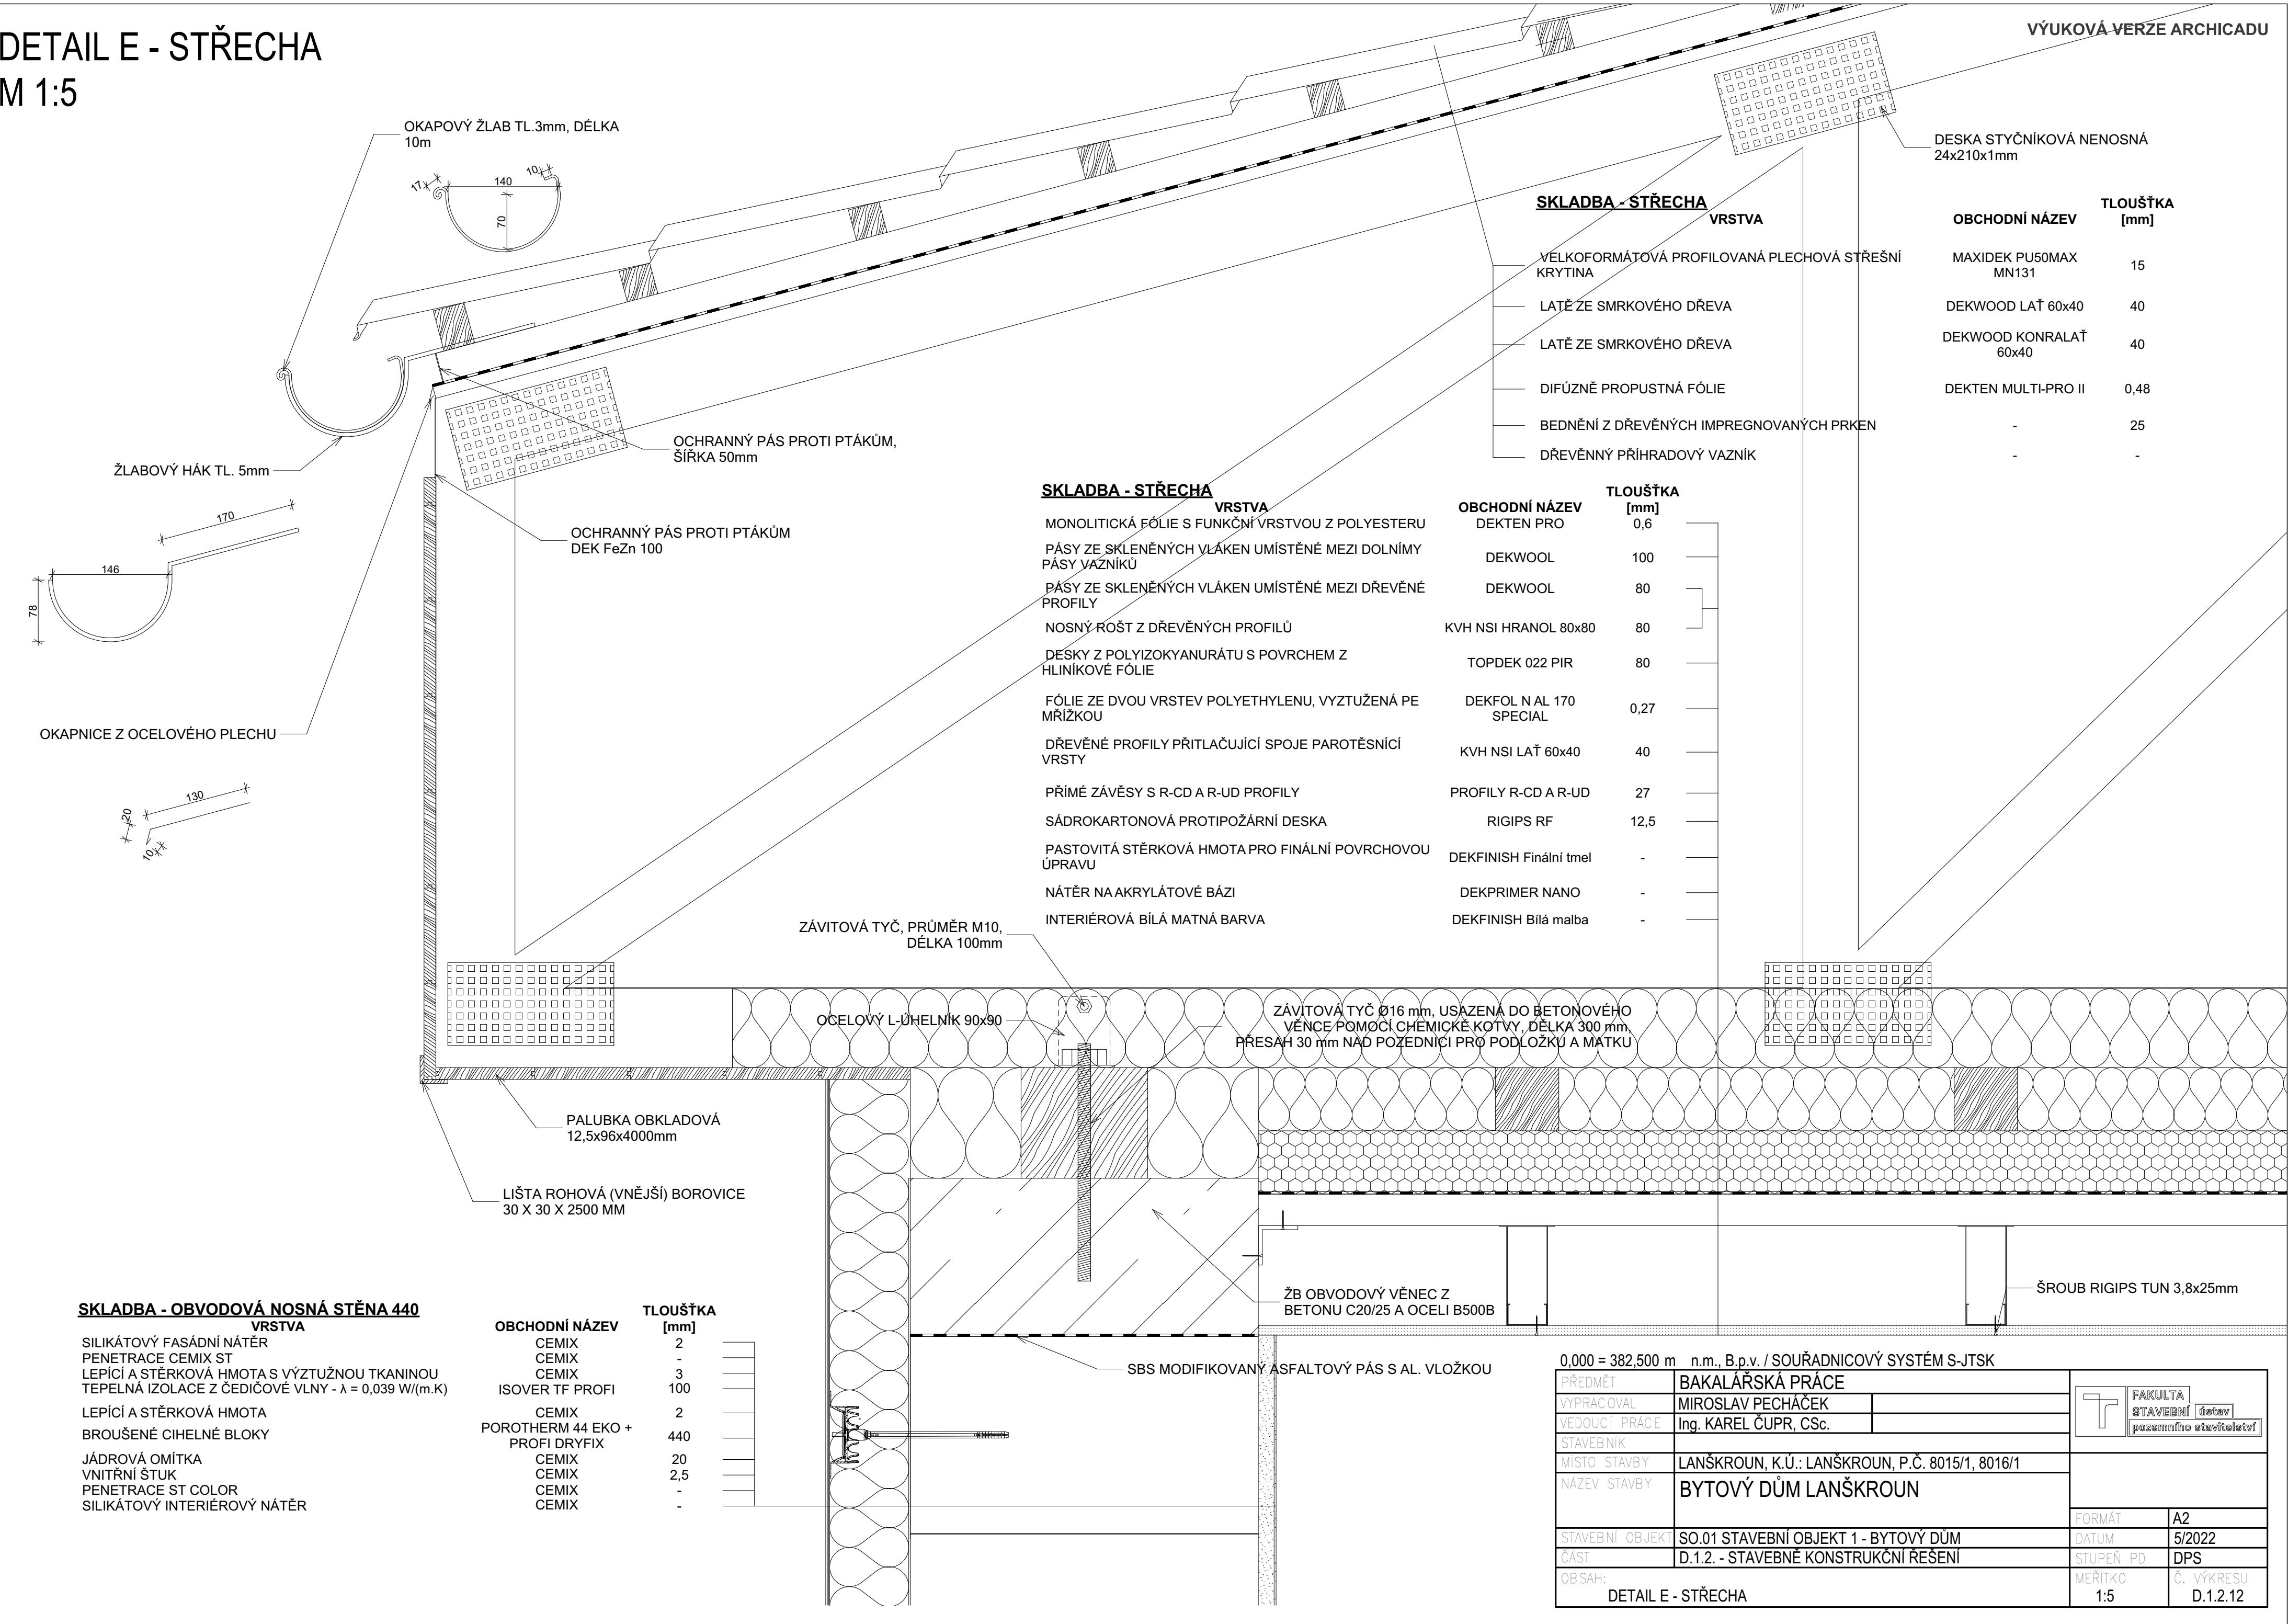 DETAIL E - STŘECHA
M 1:5
VÝUKOVÁ VERZE ARCHICADU
OKAPOVÝ ŽLAB TL.3mm, DÉLKA
10m
17
140
10
70
DESKA STYČNÍKOVÁ NENOSNÁ
24x210x1mm
SKLADBA - STŘECHA
VRSTVA OBCHODNÍ NÁZEV TLOUŠŤKA
[mm]
VELKOFORMÁTOVÁ PROFILOVANÁ PLECHOVÁ STŘEŠNÍ
KRYTINA
MAXIDEK PU50MAX
MN131
15
LATĚ ZE SMRKOVÉHO DŘEVA DEKWOOD LAŤ 60x40 40
LATĚ ZE SMRKOVÉHO DŘEVA DEKWOOD KONRALAŤ
60x40
40
DIFÚZNĚ PROPUSTNÁ FÓLIE DEKTEN MULTI-PRO II 0,48
BEDNĚNÍ Z DŘEVĚNÝCH IMPREGNOVANÝCH PRKEN - 25
DŘEVĚNNÝ PŘÍHRADOVÝ VAZNÍK - -
OCHRANNÝ PÁS PROTI PTÁKŮM,
ŠÍŘKA 50mm
ŽLABOVÝ HÁK TL. 5mm
170
146
78
OCHRANNÝ PÁS PROTI PTÁKŮM
DEK FeZn 100
OKAPNICE Z OCELOVÉHO PLECHU
130
20
10
SKLADBA - STŘECHA
VRSTVA OBCHODNÍ NÁZEV TLOUŠŤKA
[mm]
MONOLITICKÁ FÓLIE S FUNKČNÍ VRSTVOU Z POLYESTERU DEKTEN PRO 0,6
PÁSY ZE SKLENĚNÝCH VLÁKEN UMÍSTĚNÉ MEZI DOLNÍMY
PÁSY VAZNÍKŮ
DEKWOOL 100
PÁSY ZE SKLENĚNÝCH VLÁKEN UMÍSTĚNÉ MEZI DŘEVĚNÉ
PROFILY
DEKWOOL 80
NOSNÝ ROŠT Z DŘEVĚNÝCH PROFILŮ KVH NSI HRANOL 80x80 80
DESKY Z POLYIZOKYANURÁTU S POVRCHEM Z
HLINÍKOVÉ FÓLIE
TOPDEK 022 PIR 80
FÓLIE ZE DVOU VRSTEV POLYETHYLENU, VYZTUŽENÁ PE
MŘÍŽKOU
DEKFOL N AL 170
SPECIAL
0,27
DŘEVĚNÉ PROFILY PŘITLAČUJÍCÍ SPOJE PAROTĚSNÍCÍ
VRSTY
KVH NSI LAŤ 60x40 40
PŘÍMÉ ZÁVĚSY S R-CD A R-UD PROFILY PROFILY R-CD A R-UD 27
SÁDROKARTONOVÁ PROTIPOŽÁRNÍ DESKA RIGIPS RF 12,5
PASTOVITÁ STĚRKOVÁ HMOTA PRO FINÁLNÍ POVRCHOVOU
ÚPRAVU
DEKFINISH Finální tmel -
NÁTĚR NA AKRYLÁTOVÉ BÁZI DEKPRIMER NANO -
INTERIÉROVÁ BÍLÁ MATNÁ BARVA DEKFINISH Bílá malba -
ZÁVITOVÁ TYČ, PRŮMĚR M10,
DÉLKA 100mm
OCELOVÝ L-ÚHELNÍK 90x90
ZÁVITOVÁ TYČ Ø16 mm, USAZENÁ DO BETONOVÉHO
VĚNCE POMOCÍ CHEMICKÉ KOTVY, DÉLKA 300 mm,
PŘESAH 30 mm NAD POZEDNICI PRO PODLOŽKU A MATKU
PALUBKA OBKLADOVÁ
12,5x96x4000mm
LIŠTA ROHOVÁ (VNĚJŠÍ) BOROVICE
30 X 30 X 2500 MM
ŽB OBVODOVÝ VĚNEC Z
BETONU C20/25 A OCELI B500B
ŠROUB RIGIPS TUN 3,8x25mm
SBS MODIFIKOVANÝ ASFALTOVÝ PÁS S AL. VLOŽKOU
SKLADBA - OBVODOVÁ NOSNÁ STĚNA 440
VRSTVA OBCHODNÍ NÁZEV TLOUŠŤKA
[mm]
SILIKÁTOVÝ FASÁDNÍ NÁTĚR CEMIX 2
PENETRACE CEMIX ST CEMIX -
LEPÍCÍ A STĚRKOVÁ HMOTA S VÝZTUŽNOU TKANINOU CEMIX 3
TEPELNÁ IZOLACE Z ČEDIČOVÉ VLNY - λ = 0,039 W/(m.K) ISOVER TF PROFI 100
LEPÍCÍ A STĚRKOVÁ HMOTA CEMIX 2
BROUŠENÉ CIHELNÉ BLOKY POROTHERM 44 EKO +
PROFI DRYFIX
440
JÁDROVÁ OMÍTKA CEMIX 20
VNITŘNÍ ŠTUK CEMIX 2,5
PENETRACE ST COLOR CEMIX -
SILIKÁTOVÝ INTERIÉROVÝ NÁTĚR CEMIX -
0,000 = 382,500 m n.m., B.p.v. / SOUŘADNICOVÝ SYSTÉM S-JTSK
PŘEDMĚT BAKALÁŘSKÁ PRÁCE
VYPRACOVAL MIROSLAV PECHÁČEK
VEDOUCÍ PRÁCE Ing. KAREL ČUPR, CSc.
STAVEBNÍK
MÍSTO STAVBY LANŠKROUN, K.Ú.: LANŠKROUN, P.Č. 8015/1, 8016/1
NÁZEV STAVBY BYTOVÝ DŮM LANŠKROUN
STAVEBNÍ OBJEKT SO.01 STAVEBNÍ OBJEKT 1 - BYTOVÝ DŮM
ČÁST D.1.2. - STAVEBNĚ KONSTRUKČNÍ ŘEŠENÍ
OBSAH:
DETAIL E - STŘECHA
FAKULTA
STAVEBNÍ ústav
pozemního stavitelství
FORMÁT A2
DATUM 5/2022
STUPEŇ PD DPS
MEŘÍTKO Č. VÝKRESU
1:5 D.1.2.12